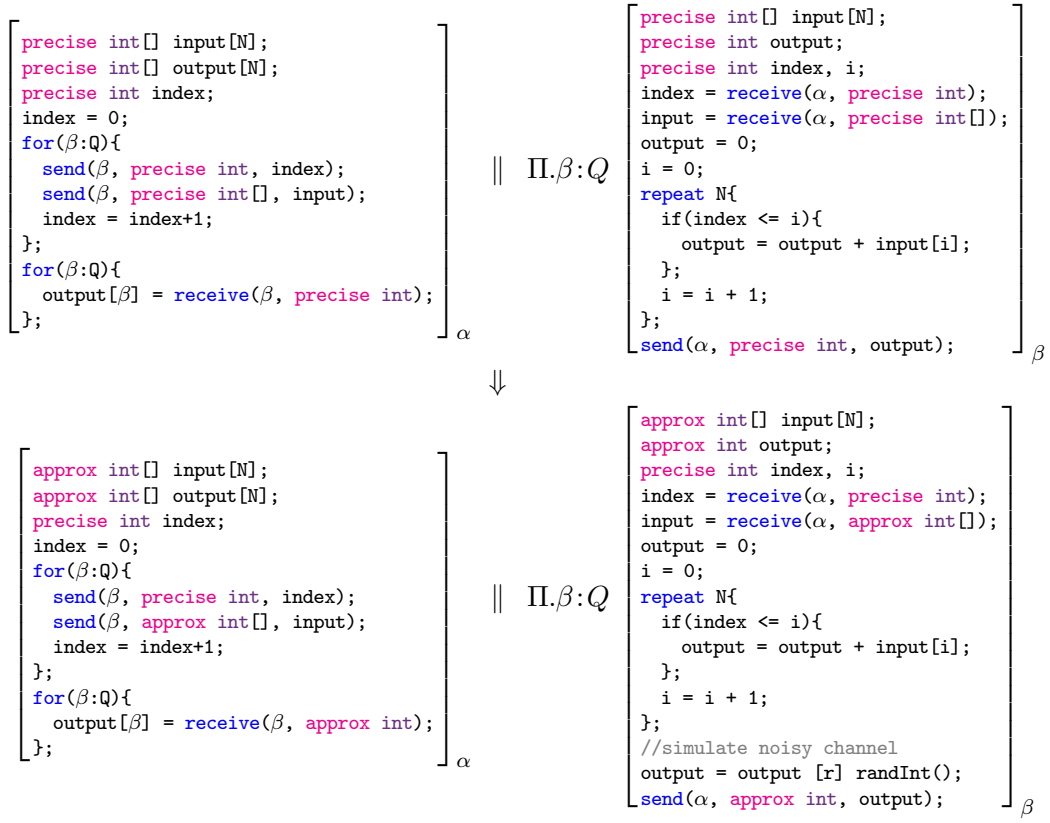 precise int[] input[N];
precise int[] output[N];
precise int index;
index = 0;
for(β:Q){
  send(β, precise int, index);
  send(β, precise int[], input);
  index = index+1;
};
for(β:Q){
  output[β] = receive(β, precise int);
};
α
∥ Π.β:Q
precise int[] input[N];
precise int output;
precise int index, i;
index = receive(α, precise int);
input = receive(α, precise int[]);
output = 0;
i = 0;
repeat N{
  if(index <= i){
    output = output + input[i];
  };
  i = i + 1;
};
send(α, precise int, output);
β
⇓
approx int[] input[N];
approx int[] output[N];
precise int index;
index = 0;
for(β:Q){
  send(β, precise int, index);
  send(β, approx int[], input);
  index = index+1;
};
for(β:Q){
  output[β] = receive(β, approx int);
};
α
∥ Π.β:Q
approx int[] input[N];
approx int output;
precise int index, i;
index = receive(α, precise int);
input = receive(α, approx int[]);
output = 0;
i = 0;
repeat N{
  if(index <= i){
    output = output + input[i];
  };
  i = i + 1;
};
//simulate noisy channel
output = output [r] randInt();
send(α, approx int, output);
β